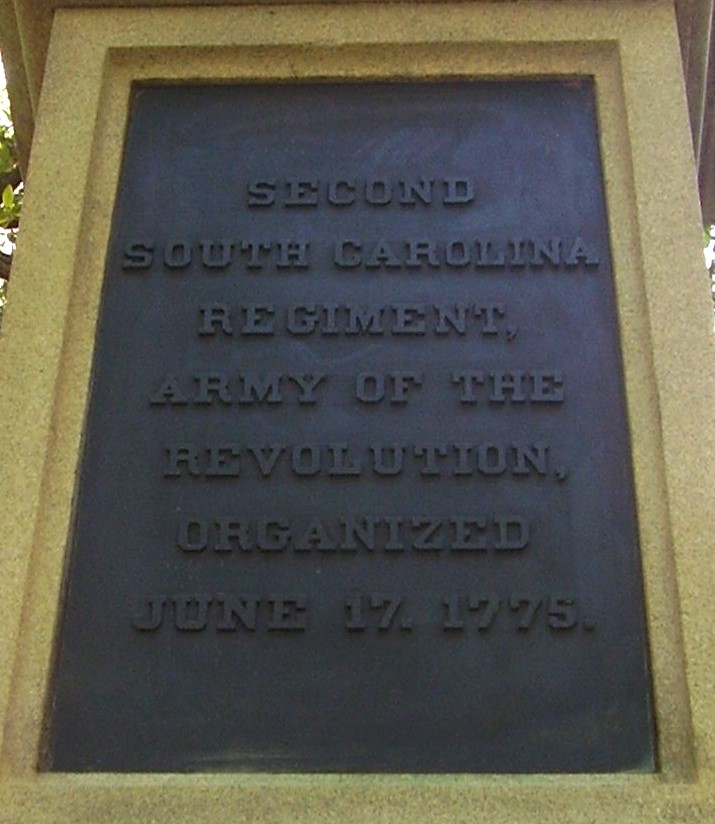 SECOND
SOUTH CAROLINA
REGIMENT,
ARMY OF THE
REVOLUTION,
ORGANIZED
JUNE 17. 1775.